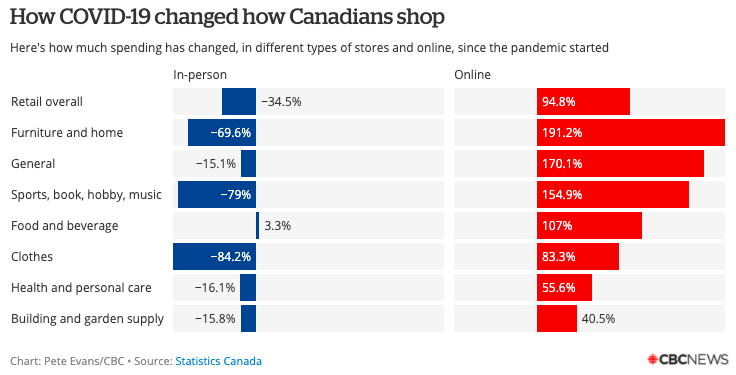 How COVID-19 changed how Canadians shop
Here's how much spending has changed, in different types of stores and online, since the pandemic started
In-person Online
Retail overall −34.5% 94.8%
Furniture and home −69.6% 191.2%
General −15.1% 170.1%
Sports, book, hobby, music −79% 154.9%
Food and beverage 3.3% 107%
Clothes −84.2% 83.3%
Health and personal care −16.1% 55.6%
Building and garden supply −15.8% 40.5%
Chart: Pete Evans/CBC • Source: Statistics Canada CBCNEWS